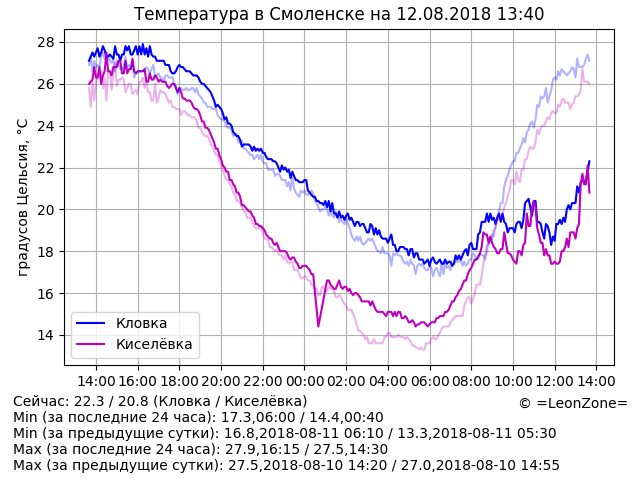 Температура в Смоленске на 12.08.2018 13:40
градусов Цельсия, °C
28
26
24
22
20
18
16
14
Кловка
Киселёвка
14:00 16:00 18:00 20:00 22:00 00:00 02:00 04:00 06:00 08:00 10:00 12:00 14:00
Сейчас: 22.3 / 20.8 (Кловка / Киселёвка)
© =LeonZone=
Min (за последние 24 часа): 17.3,06:00 / 14.4,00:40
Min (за предыдущие сутки): 16.8,2018-08-11 06:10 / 13.3,2018-08-11 05:30
Max (за последние 24 часа): 27.9,16:15 / 27.5,14:30
Max (за предыдущие сутки): 27.5,2018-08-10 14:20 / 27.0,2018-08-10 14:55